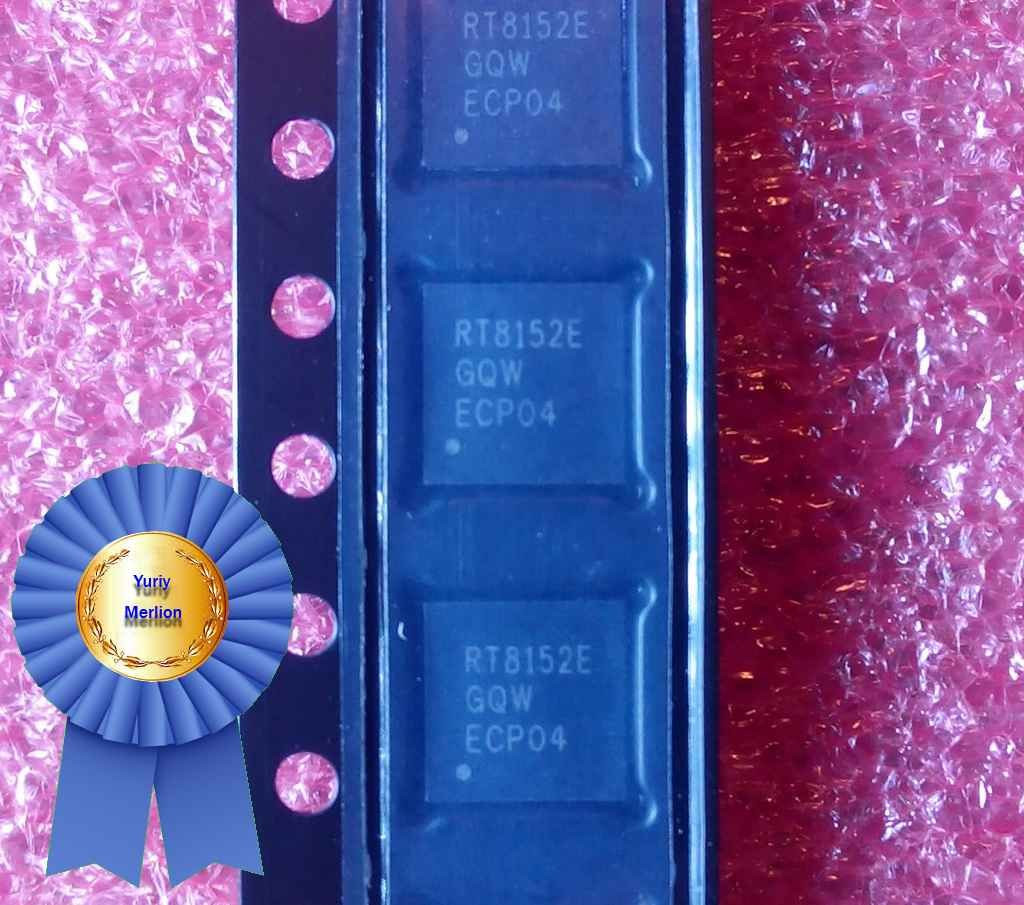 RT8152E
GQW
ECP04
RT8152E
GQW
ECP04
RT8152E
GQW
ECP04
Yuriy
Merlion